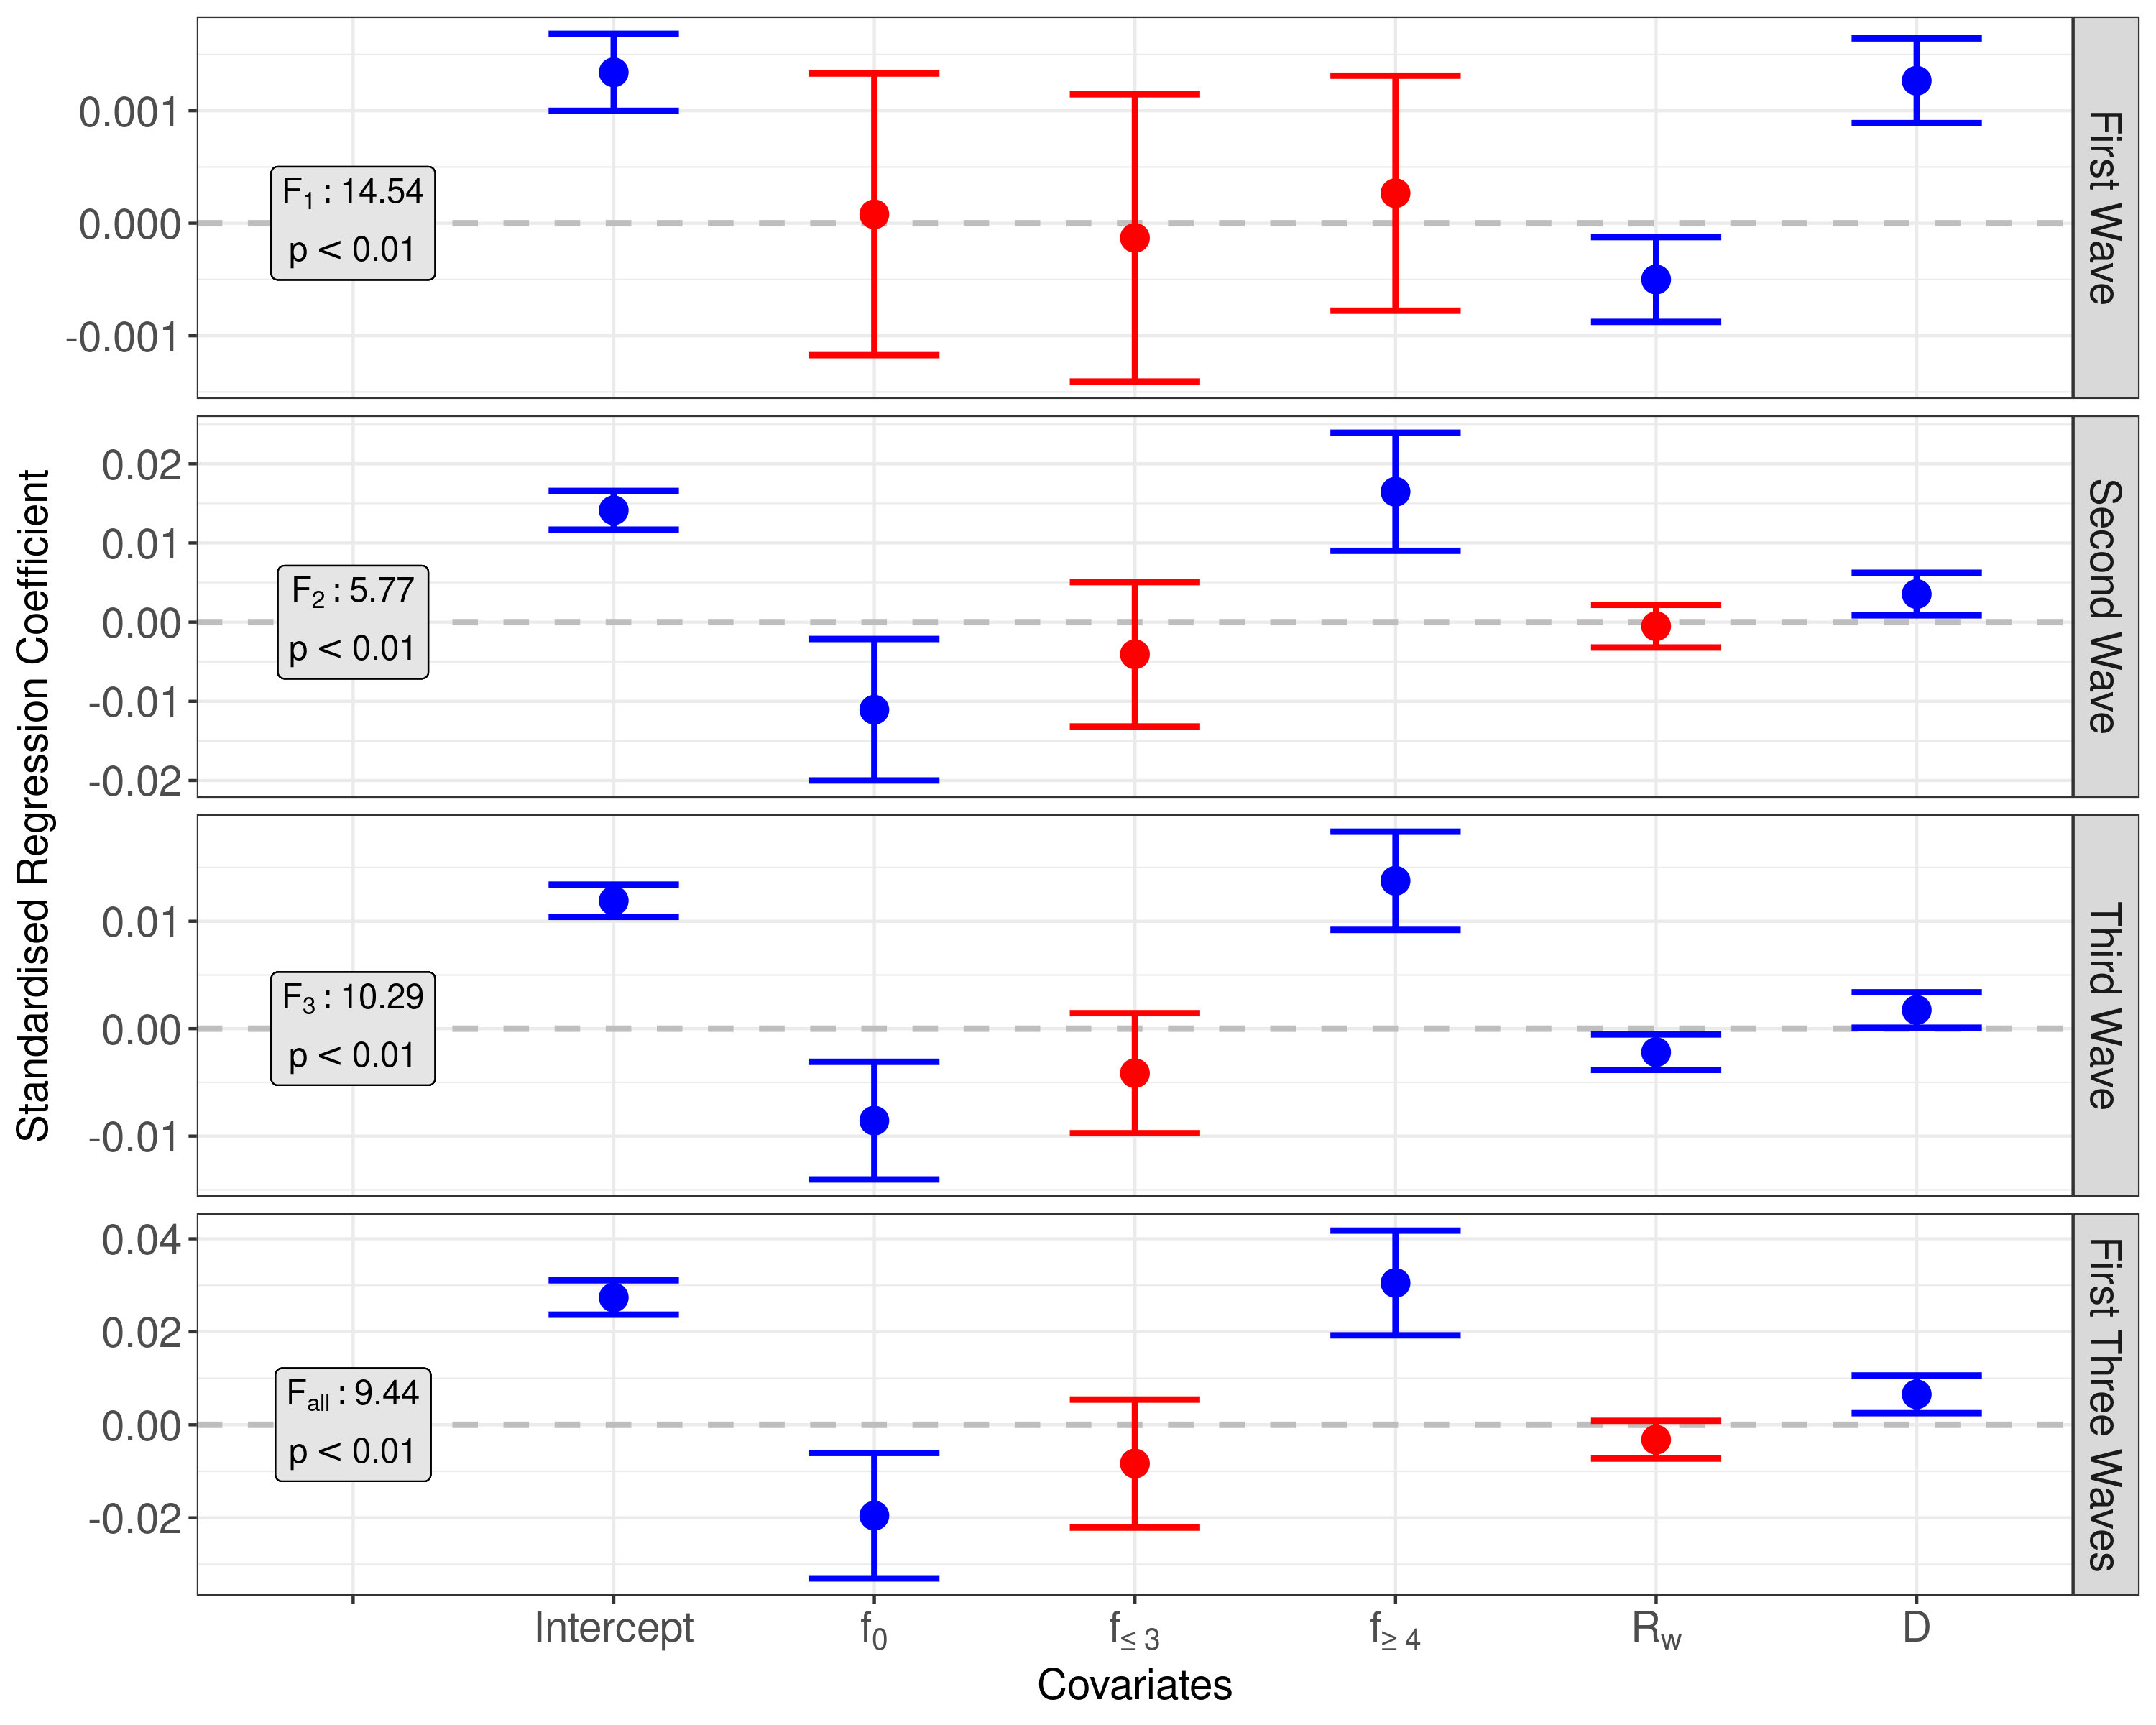 Standardised Regression Coefficient
0.001
0.000
-0.001
F1 : 14.54
p < 0.01
First Wave
0.02
0.01
0.00
-0.01
-0.02
F2 : 5.77
p < 0.01
Second Wave
0.01
0.00
-0.01
F3 : 10.29
p < 0.01
Third Wave
0.04
0.02
0.00
-0.02
Fall : 9.44
p < 0.01
First Three Waves
Intercept f0 f≤ 3 f≥ 4 Rw D
Covariates